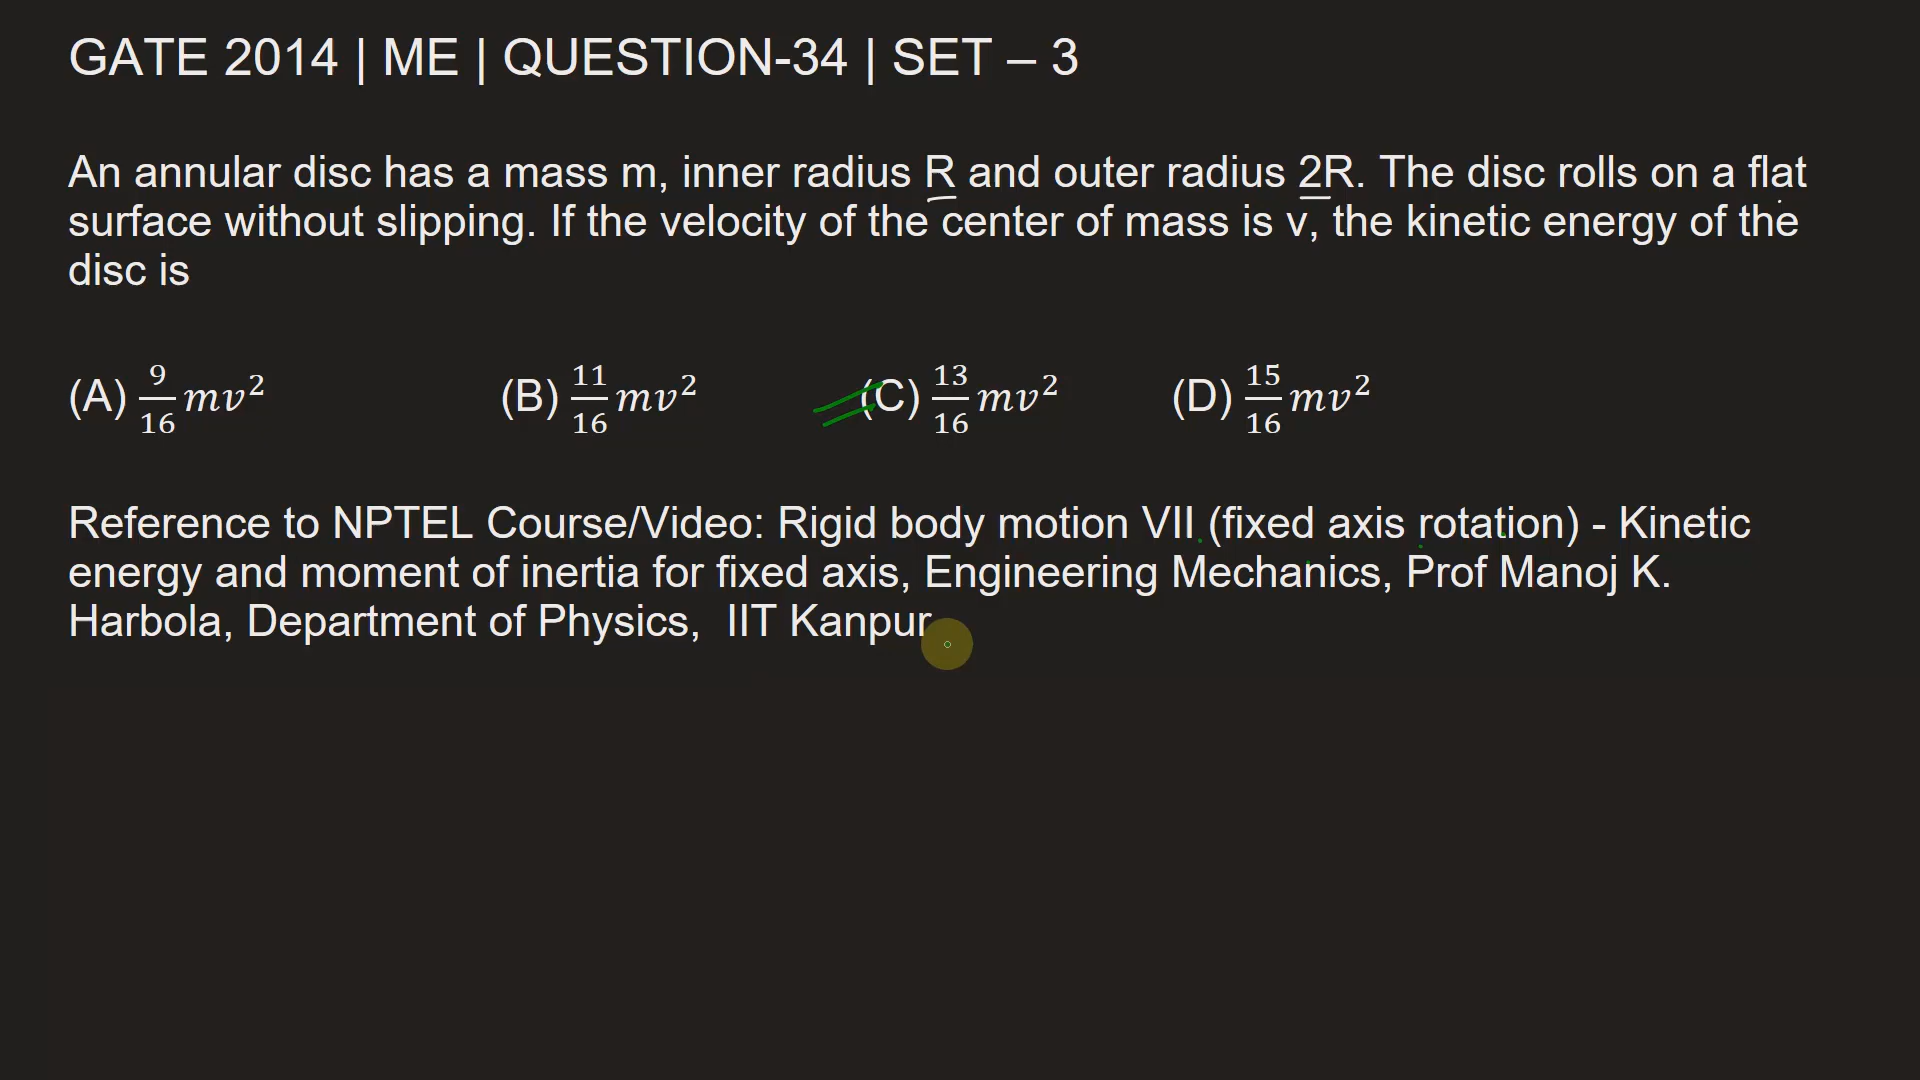 GATE 2014 | ME | QUESTION-34 | SET – 3
An annular disc has a mass m, inner radius R and outer radius 2R. The disc rolls on a flat
surface without slipping. If the velocity of the center of mass is v, the kinetic energy of the
disc is
(A) 9/16 mv² (B) 11/16 mv² (C) 13/16 mv² (D) 15/16 mv²
Reference to NPTEL Course/Video: Rigid body motion VII (fixed axis rotation) - Kinetic
energy and moment of inertia for fixed axis, Engineering Mechanics, Prof Manoj K.
Harbola, Department of Physics, IIT Kanpur